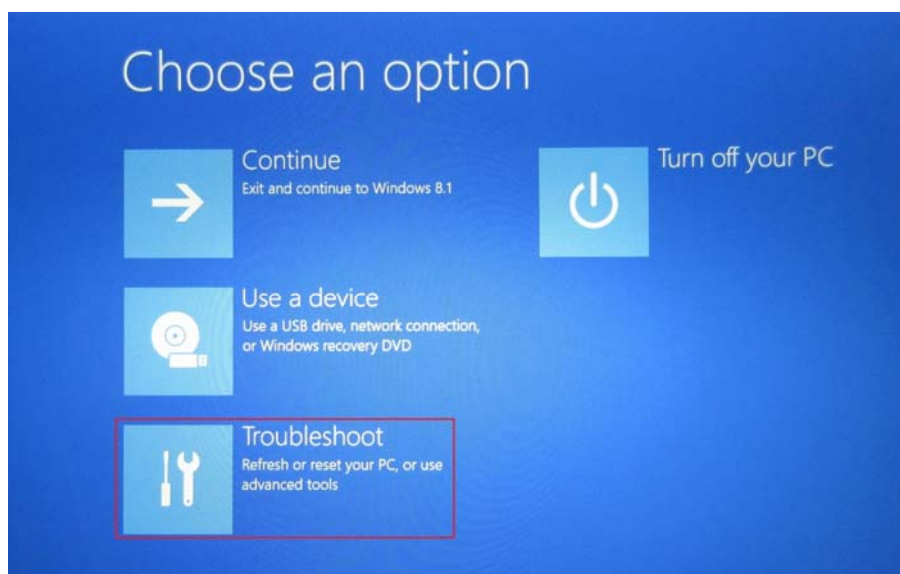 Choose an option
Continue
Exit and continue to Windows 8.1
Turn off your PC
Use a device
Use a USB drive, network connection,
or Windows recovery DVD
Troubleshoot
Refresh or reset your PC, or use
advanced tools